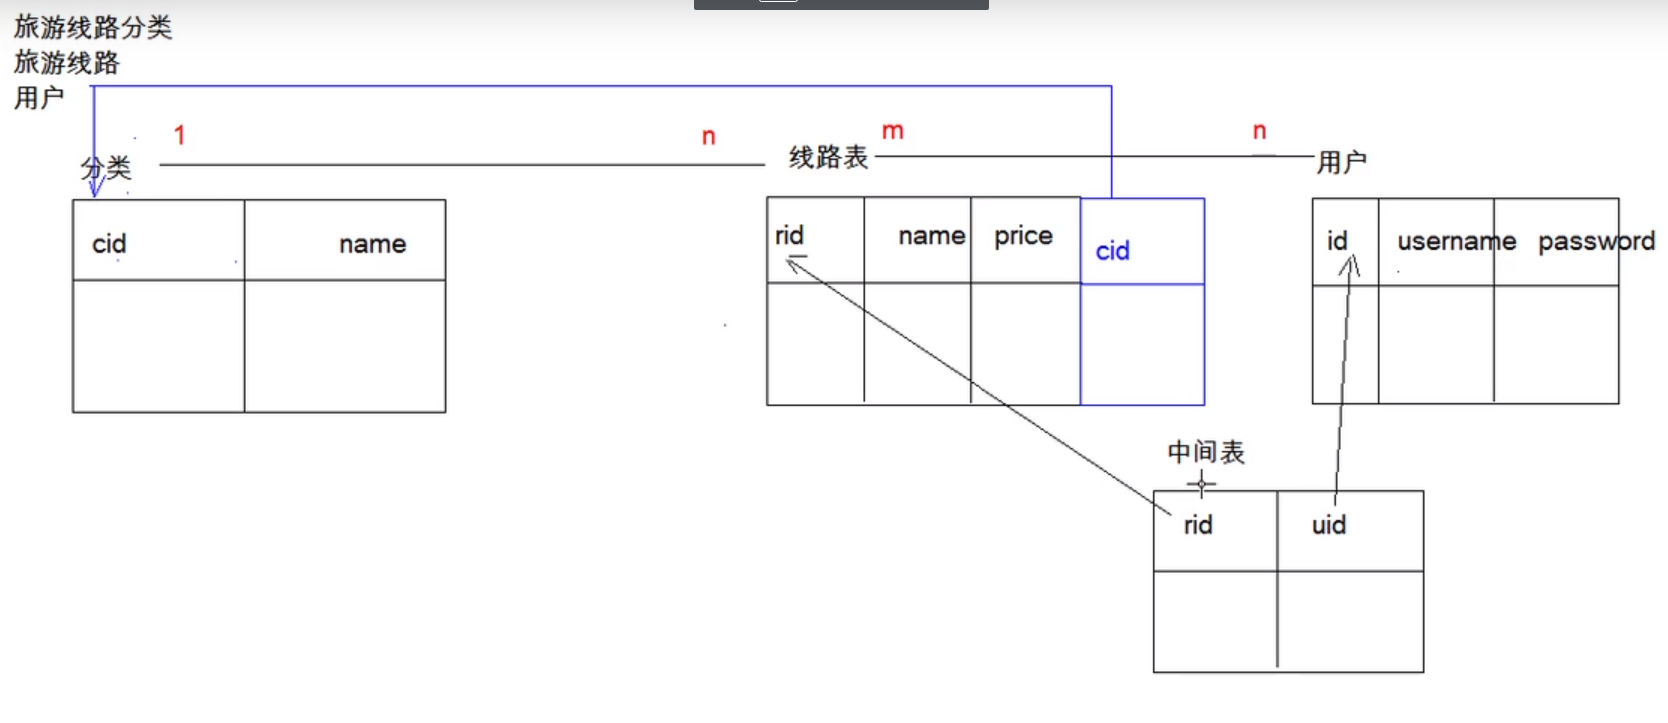 旅游线路分类
旅游线路
用户
1
n
m
n
分类
线路表
用户
cid
name
rid
name
price
cid
id
username
password
中间表
rid
uid